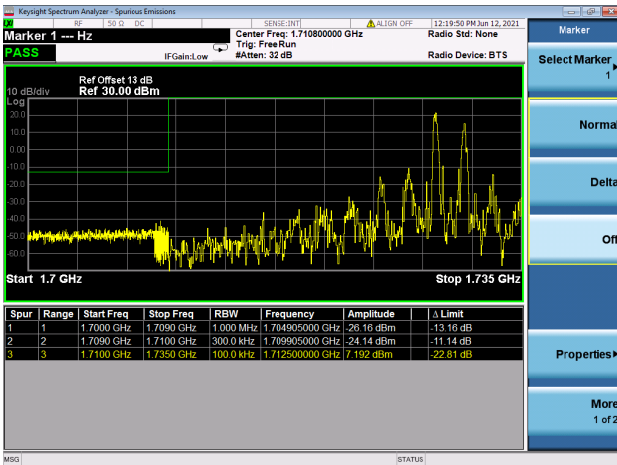 Keysight Spectrum Analyzer - Spurious Emissions
RF 50 Ω DC SENSE:INT ALIGN OFF 12:19:50 PM Jun 12, 2021
Marker 1 --- Hz
Center Freq: 1.710800000 GHz
Radio Std: None
Trig: Free Run
PASS
IFGain:Low
#Atten: 32 dB
Radio Device: BTS
Ref Offset 13 dB
10 dB/div Ref 30.00 dBm
Log
20.0
10.0
0.00
-10.0
-20.0
-30.0
-40.0
-50.0
-60.0
Start 1.7 GHz Stop 1.735 GHz
Spur Range Start Freq Stop Freq RBW Frequency Amplitude Δ Limit
1 1 1.7000 GHz 1.7090 GHz 1.000 MHz 1.704905000 GHz -26.16 dBm -13.16 dB
2 2 1.7090 GHz 1.7100 GHz 300.0 kHz 1.709905000 GHz -24.14 dBm -11.14 dB
3 3 1.7100 GHz 1.7350 GHz 100.0 kHz 1.712500000 GHz 7.192 dBm -22.81 dB
MSG STATUS
Marker
Select Marker
1
Normal
Delta
Off
Properties
More
1 of 2